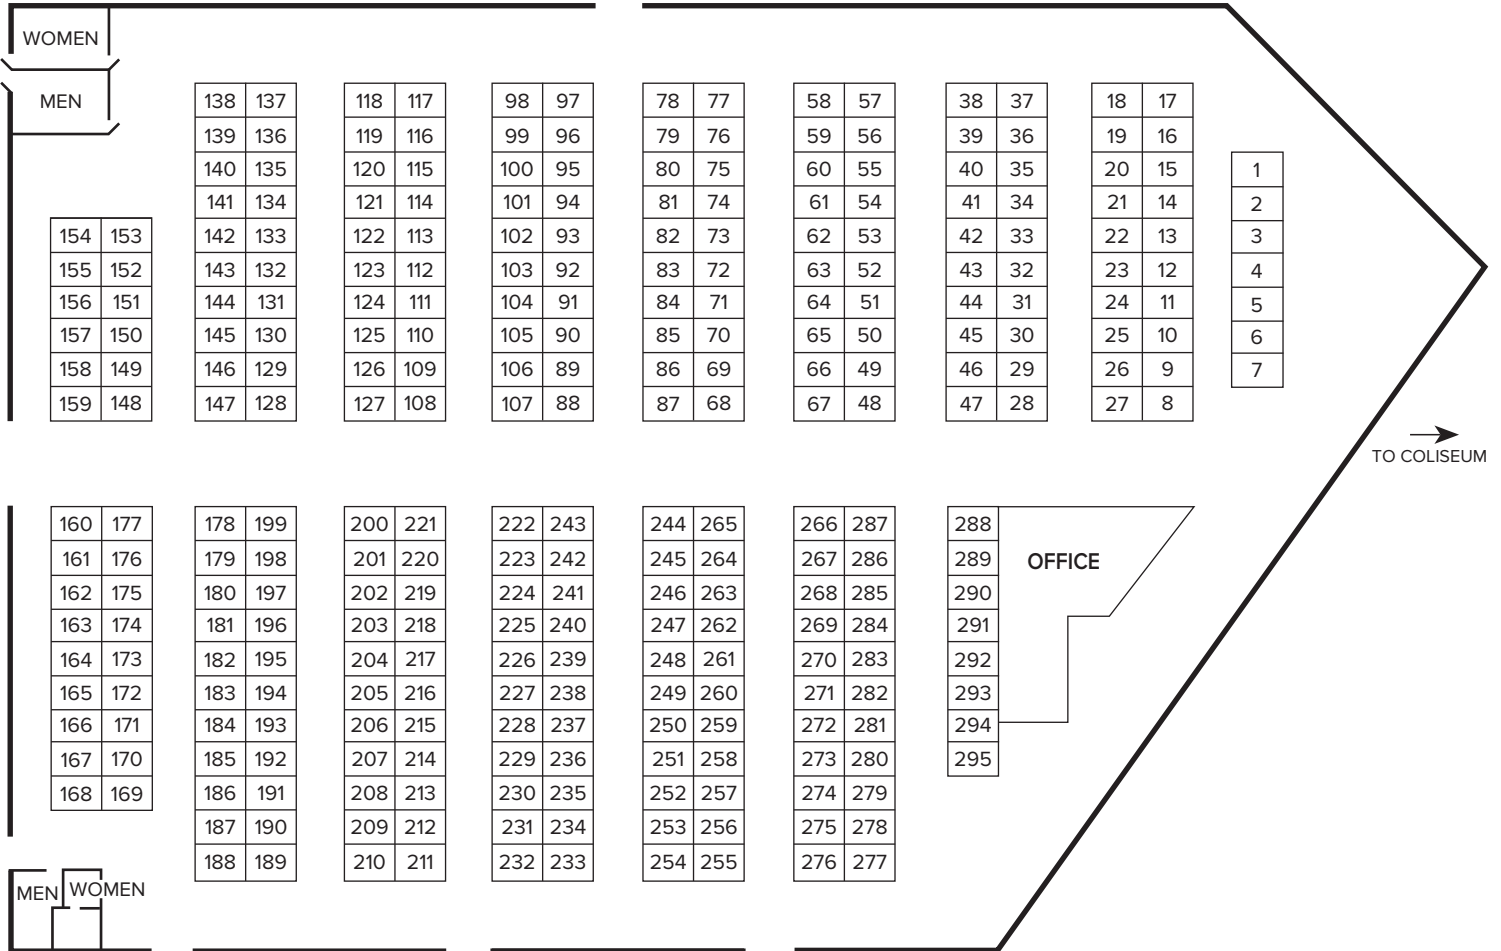 WOMEN
MEN
138 137 118 117 98 97 78 77 58 57 38 37 18 17
139 136 119 116 99 96 79 76 59 56 39 36 19 16
140 135 120 115 100 95 80 75 60 55 40 35 20 15 1
141 134 121 114 101 94 81 74 61 54 41 34 21 14 2
154 153 142 133 122 113 102 93 82 73 62 53 42 33 22 13 3
155 152 143 132 123 112 103 92 83 72 63 52 43 32 23 12 4
156 151 144 131 124 111 104 91 84 71 64 51 44 31 24 11 5
157 150 145 130 125 110 105 90 85 70 65 50 45 30 25 10 6
158 149 146 129 126 109 106 89 86 69 66 49 46 29 26 9 7
159 148 147 128 127 108 107 88 87 68 67 48 47 28 27 8
TO COLISEUM
160 177 178 199 200 221 222 243 244 265 266 287 288
161 176 179 198 201 220 223 242 245 264 267 286 289 OFFICE
162 175 180 197 202 219 224 241 246 263 268 285 290
163 174 181 196 203 218 225 240 247 262 269 284 291
164 173 182 195 204 217 226 239 248 261 270 283 292
165 172 183 194 205 216 227 238 249 260 271 282 293
166 171 184 193 206 215 228 237 250 259 272 281 294
167 170 185 192 207 214 229 236 251 258 273 280 295
168 169 186 191 208 213 230 235 252 257 274 279
187 190 209 212 231 234 253 256 275 278
188 189 210 211 232 233 254 255 276 277
MEN WOMEN